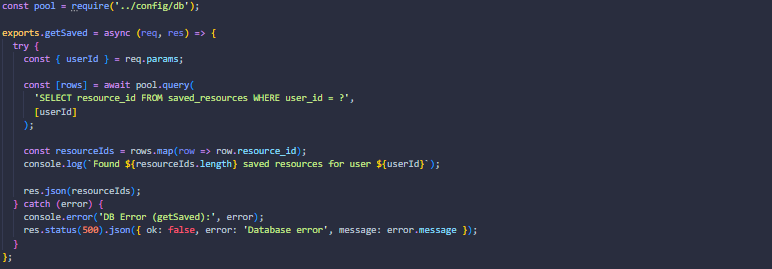 const pool = require('../config/db');
exports.getSaved = async (req, res) => {
try {
const { userId } = req.params;
const [rows] = await pool.query(
'SELECT resource_id FROM saved_resources WHERE user_id = ?',
[userId]
);
const resourceIds = rows.map(row => row.resource_id);
console.log(`Found ${resourceIds.length} saved resources for user ${userId}`);
res.json(resourceIds);
} catch (error) {
console.error('DB Error (getSaved):', error);
res.status(500).json({ ok: false, error: 'Database error', message: error.message });
}
};